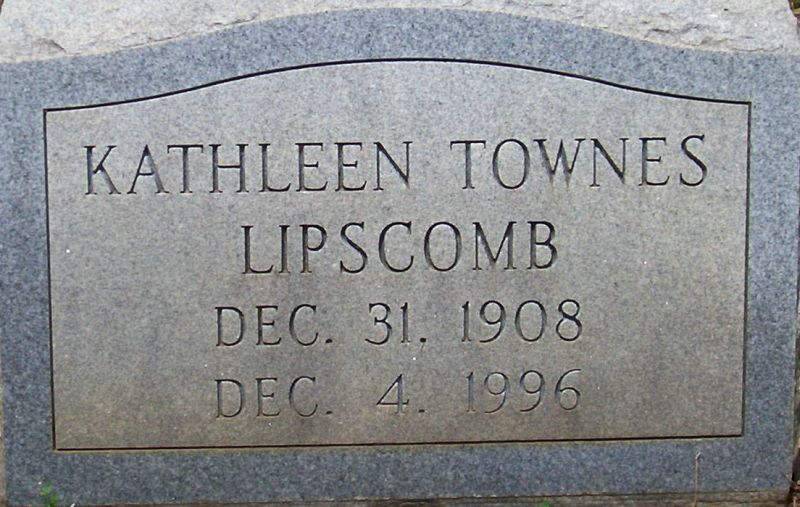 KATHLEEN TOWNES
LIPSCOMB
DEC. 31, 1908
DEC. 4. 1996